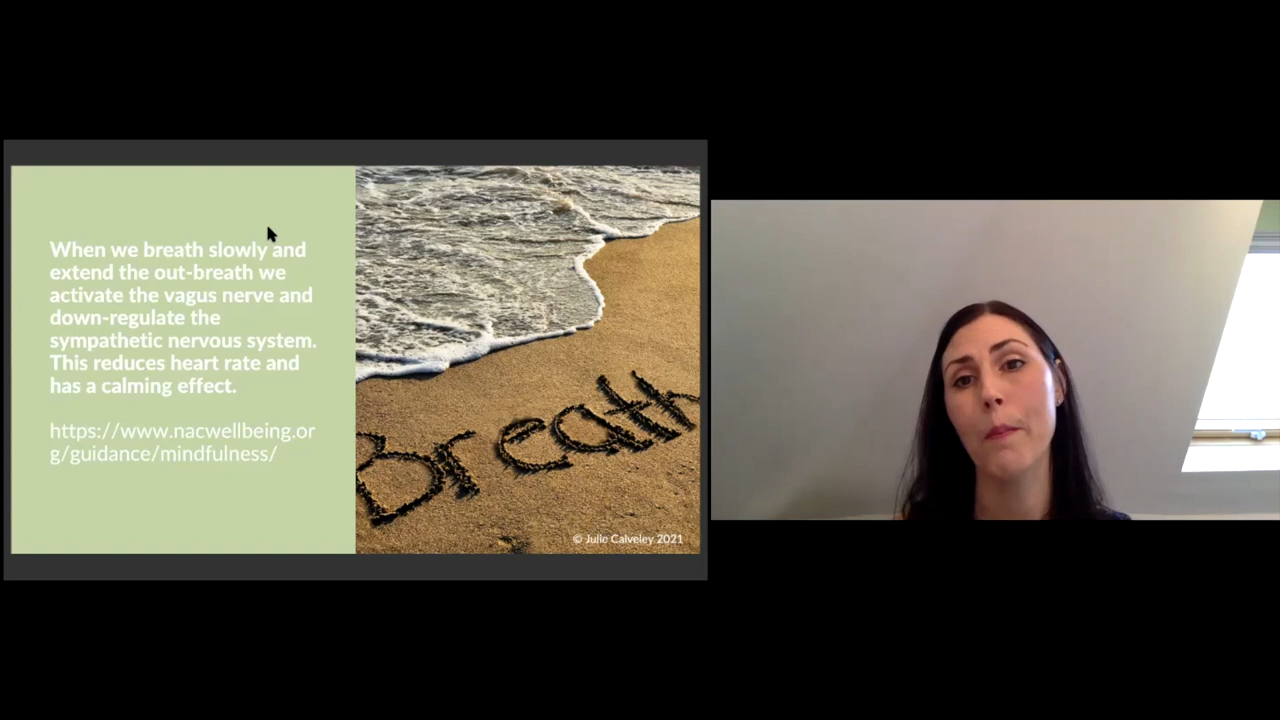 When we breath slowly and
extend the out-breath we
activate the vagus nerve and
down-regulate the
sympathetic nervous system.
This reduces heart rate and
has a calming effect.
https://www.nacwellbeing.or
g/guidance/mindfulness/
Breath
© Julie Calveley 2021